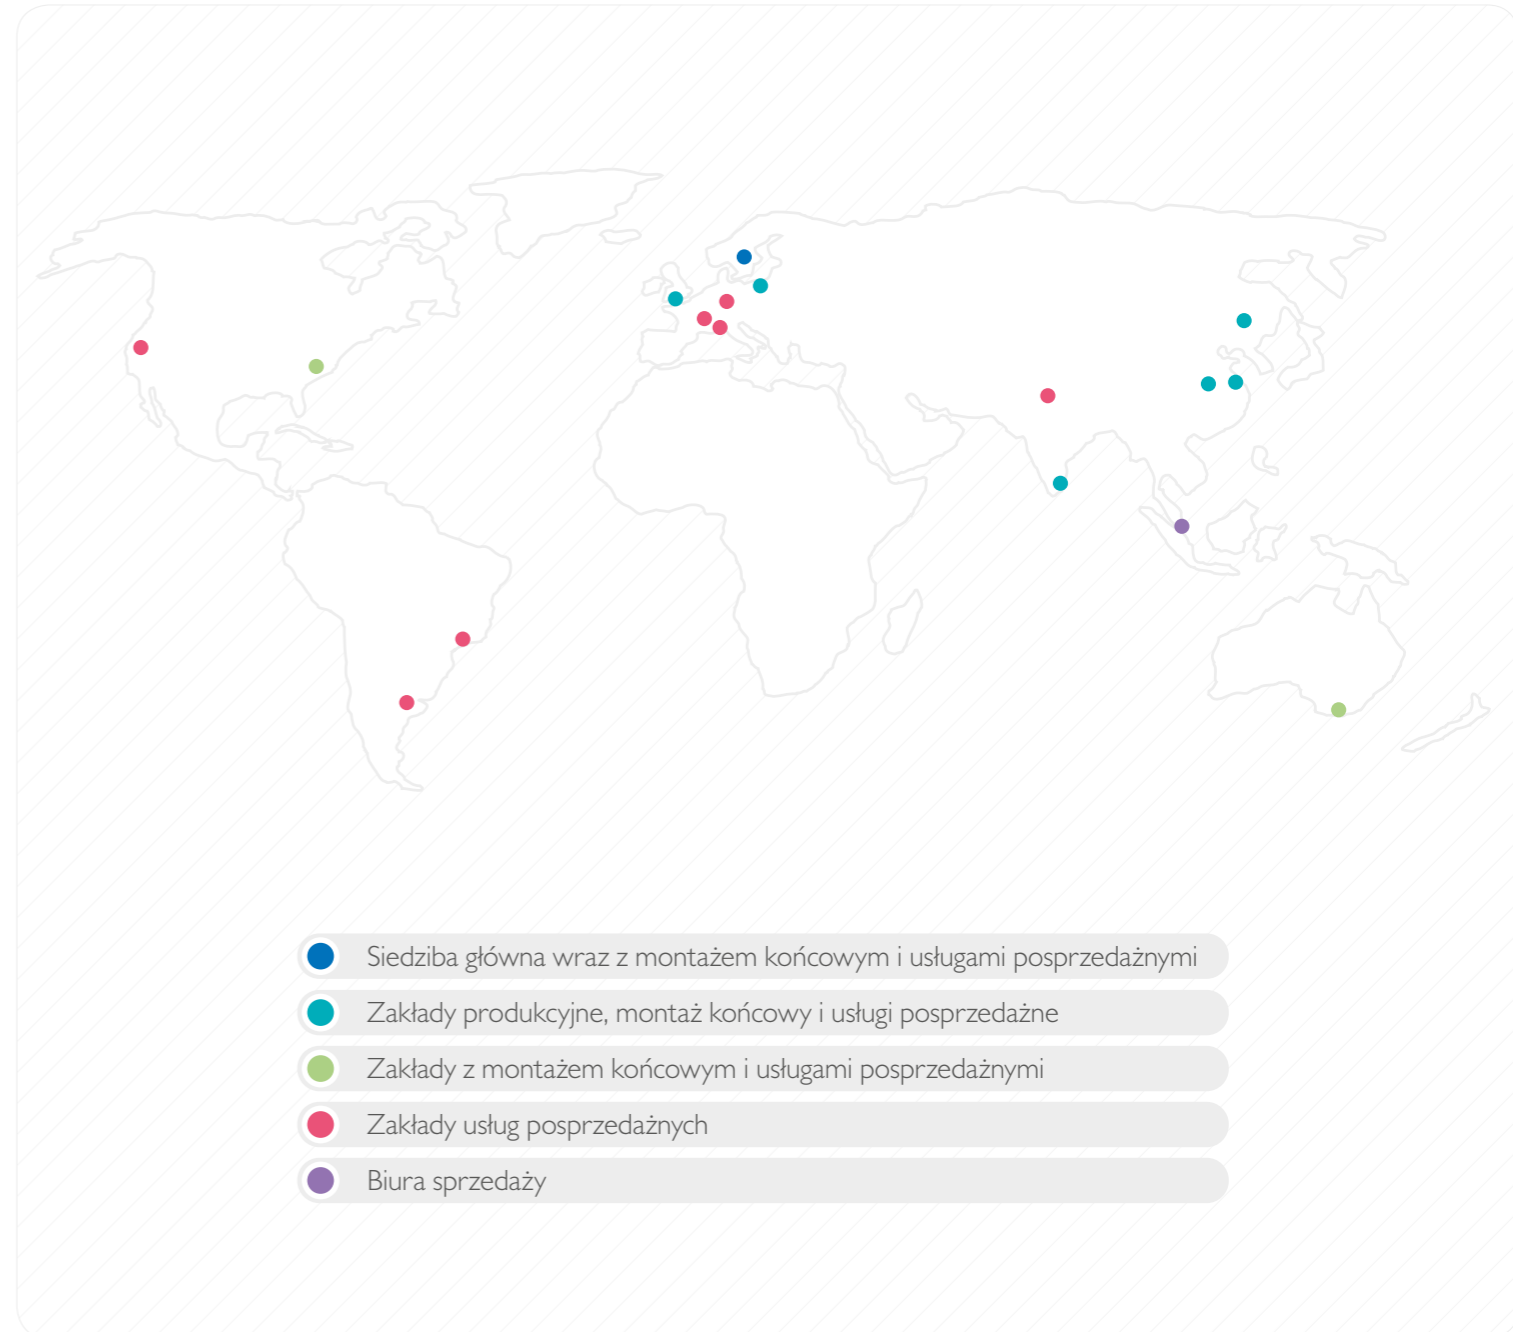 Siedziba główna wraz z montażem końcowym i usługami posprzedażnymi
Zakłady produkcyjne, montaż końcowy i usługi posprzedażne
Zakłady z montażem końcowym i usługami posprzedażnymi
Zakłady usług posprzedażnych
Biura sprzedaży